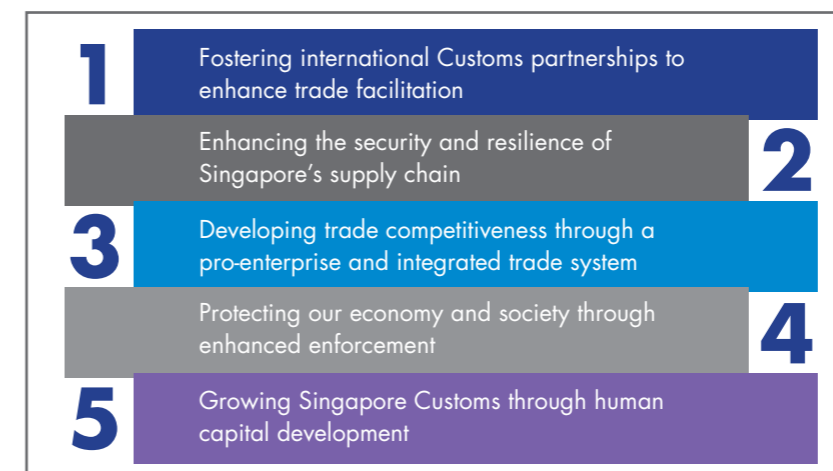 1
Fostering international Customs partnerships to
enhance trade facilitation
Enhancing the security and resilience of
Singapore’s supply chain
2
3
Developing trade competitiveness through a
pro-enterprise and integrated trade system
Protecting our economy and society through
enhanced enforcement
4
5
Growing Singapore Customs through human
capital development